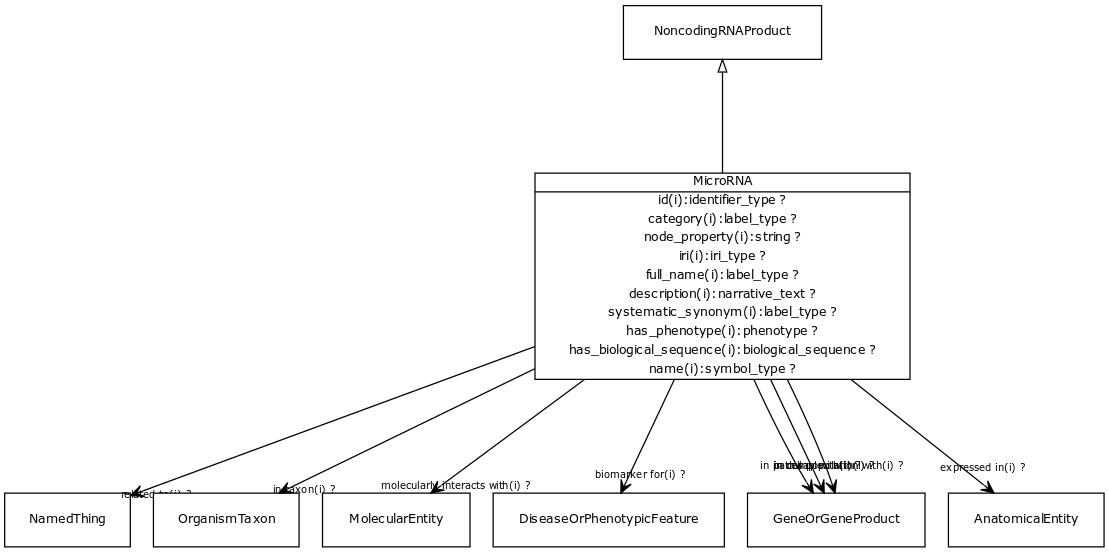 NoncodingRNAProduct
MicroRNA
id(i):identifier_type ?
category(i):label_type ?
node_property(i):string ?
iri(i):iri_type ?
full_name(i):label_type ?
description(i):narrative_text ?
systematic_synonym(i):label_type ?
has_phenotype(i):phenotype ?
has_biological_sequence(i):biological_sequence ?
name(i):symbol_type ?
related to(i) ?
in taxon(i) ?
molecularly interacts with(i) ?
biomarker for(i) ?
in with(i) ?
expressed in(i) ?
NamedThing
OrganismTaxon
MolecularEntity
DiseaseOrPhenotypicFeature
GeneOrGeneProduct
AnatomicalEntity